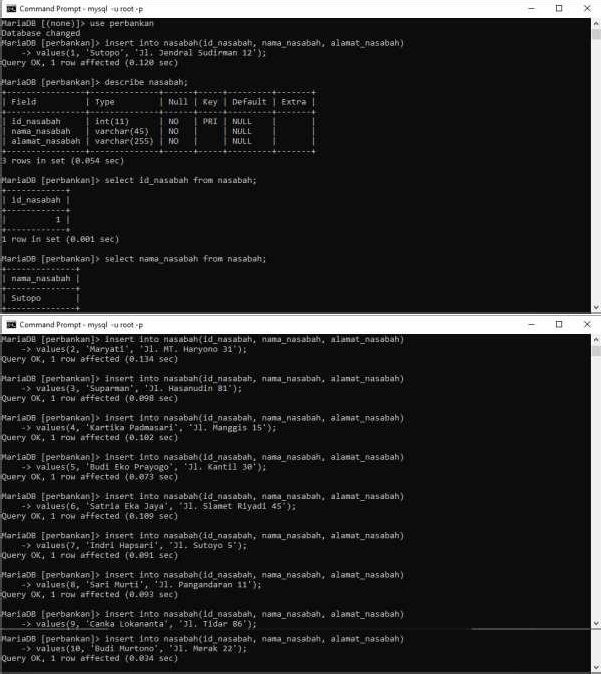 Command Prompt - mysql -u root -p
MariaDB [(none)]> use perbankan
Database changed
MariaDB [perbankan]> insert into nasabah(id_nasabah, nama_nasabah, alamat_nasabah)
    -> values(1, 'Sutopo', 'Jl. Jendral Sudirman 12');
Query OK, 1 row affected (0.120 sec)
MariaDB [perbankan]> describe nasabah;
+----------------+--------------+------+-----+---------+-------+
| Field          | Type         | Null | Key | Default | Extra |
+----------------+--------------+------+-----+---------+-------+
| id_nasabah     | int(11)      | NO   | PRI | NULL    |       |
| nama_nasabah   | varchar(45)  | NO   |     | NULL    |       |
| alamat_nasabah | varchar(255) | NO   |     | NULL    |       |
+----------------+--------------+------+-----+---------+-------+
3 rows in set (0.054 sec)
MariaDB [perbankan]> select id_nasabah from nasabah;
+------------+
| id_nasabah |
+------------+
|          1 |
+------------+
1 row in set (0.001 sec)
MariaDB [perbankan]> select nama_nasabah from nasabah;
+--------------+
| nama_nasabah |
+--------------+
| Sutopo       |
+--------------+
Command Prompt - mysql -u root -p
MariaDB [perbankan]> insert into nasabah(id_nasabah, nama_nasabah, alamat_nasabah)
    -> values(2, 'Maryati', 'Jl. MT. Haryono 31');
Query OK, 1 row affected (0.134 sec)
MariaDB [perbankan]> insert into nasabah(id_nasabah, nama_nasabah, alamat_nasabah)
    -> values(3, 'Suparman', 'Jl. Hasanudin 81');
Query OK, 1 row affected (0.098 sec)
MariaDB [perbankan]> insert into nasabah(id_nasabah, nama_nasabah, alamat_nasabah)
    -> values(4, 'Kartika Padmasari', 'Jl. Manggis 15');
Query OK, 1 row affected (0.102 sec)
MariaDB [perbankan]> insert into nasabah(id_nasabah, nama_nasabah, alamat_nasabah)
    -> values(5, 'Budi Eko Prayogo', 'Jl. Kantil 30');
Query OK, 1 row affected (0.073 sec)
MariaDB [perbankan]> insert into nasabah(id_nasabah, nama_nasabah, alamat_nasabah)
    -> values(6, 'Satria Eka Jaya', 'Jl. Slamet Riyadi 45');
Query OK, 1 row affected (0.109 sec)
MariaDB [perbankan]> insert into nasabah(id_nasabah, nama_nasabah, alamat_nasabah)
    -> values(7, 'Indri Hapsari', 'Jl. Sutoyo 5');
Query OK, 1 row affected (0.091 sec)
MariaDB [perbankan]> insert into nasabah(id_nasabah, nama_nasabah, alamat_nasabah)
    -> values(8, 'Sari Murti', 'Jl. Pangandaran 11');
Query OK, 1 row affected (0.093 sec)
MariaDB [perbankan]> insert into nasabah(id_nasabah, nama_nasabah, alamat_nasabah)
    -> values(9, 'Canka Lokananta', 'Jl. Tidar 86');
MariaDB [perbankan]> insert into nasabah(id_nasabah, nama_nasabah, alamat_nasabah)
    -> values(10, 'Budi Murtono', 'Jl. Merak 22');
Query OK, 1 row affected (0.034 sec)